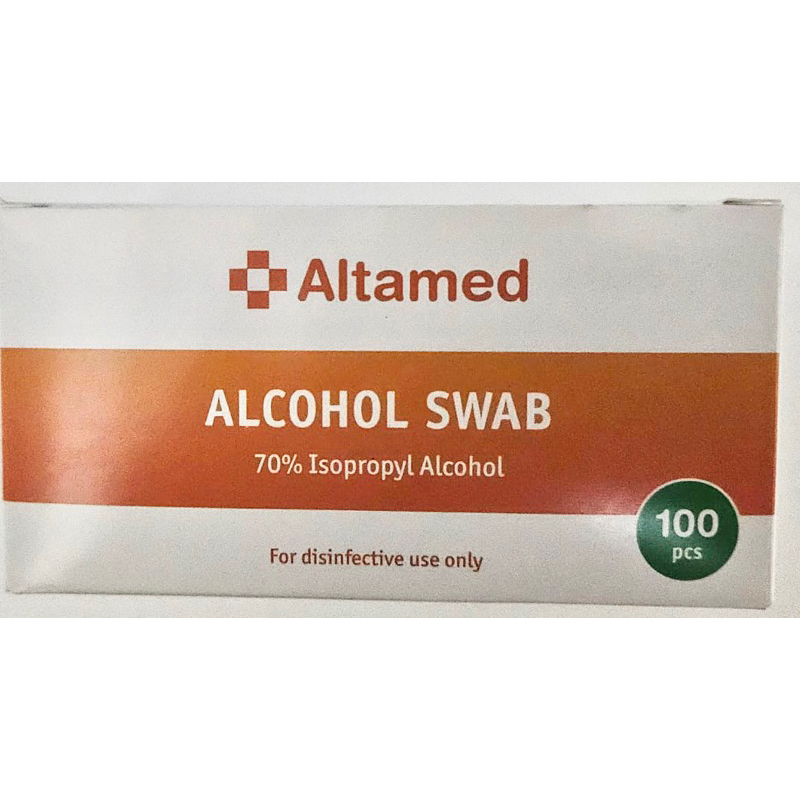 Altamed
ALCOHOL SWAB
70% Isopropyl Alcohol
100
pcs
For disinfective use only